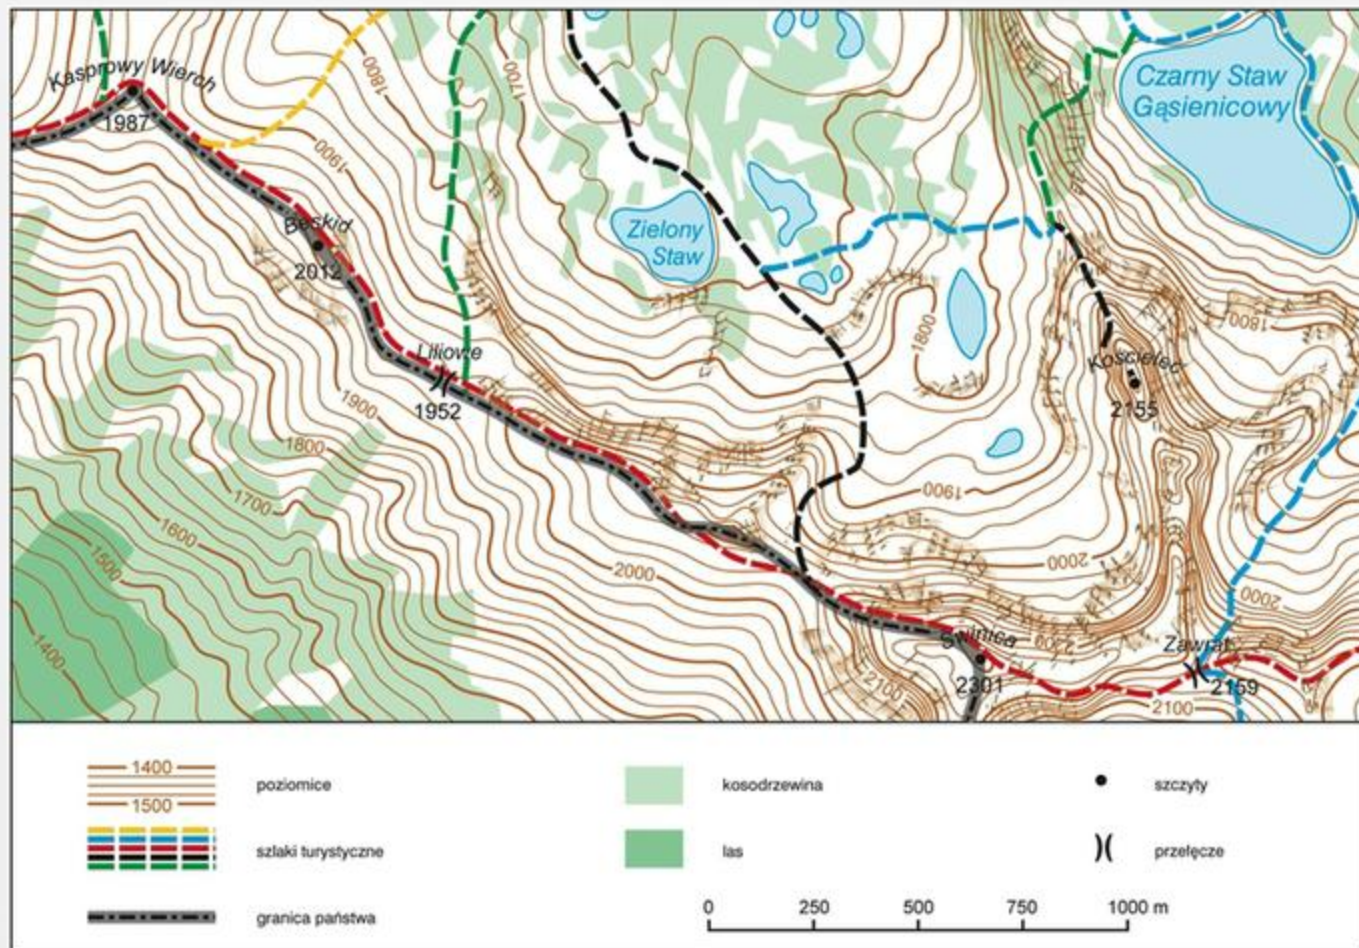 Kasprowy Wierch
1987
1800
1700
Czarny Staw
Gąsienicowy
1900
Beskid
2012
Zielony
Staw
1800
1800
Liliowe
1952
Kościelec
2155
1900
1800
1700
1600
1500
1400
1900
2000
2000
2000
Świnica
2301
2100
Zawrat
2159
2100
1400
1500
poziomice
szlaki turystyczne
granica państwa
kosodrzewina
las
szczyty
przełęcze
0 250 500 750 1000 m